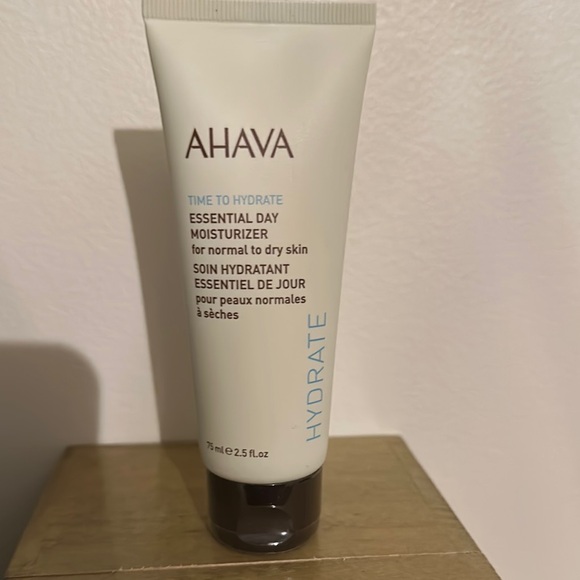 AHAVA
TIME TO HYDRATE
ESSENTIAL DAY
MOISTURIZER
for normal to dry skin
SOIN HYDRATANT
ESSENTIEL DE JOUR
pour peaux normales
à sèches
HYDRATE
75 ml e 2.5 fl.oz